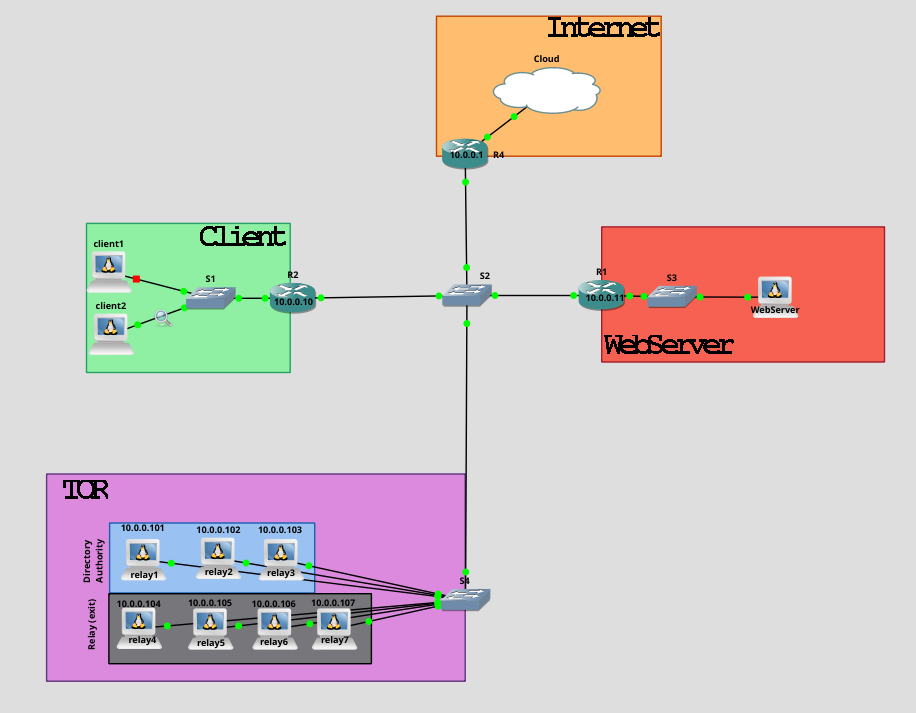 Internet
Cloud
10.0.0.1 R4
Client
client1
S1
R2
10.0.0.10
client2
S2
R1
10.0.0.11
S3
WebServer
WebServer
TOR
Directory
Authority
10.0.0.101
10.0.0.102
10.0.0.103
relay1
relay2
relay3
S4
Relay (exit)
10.0.0.104
10.0.0.105
10.0.0.106
10.0.0.107
relay4
relay5
relay6
relay7